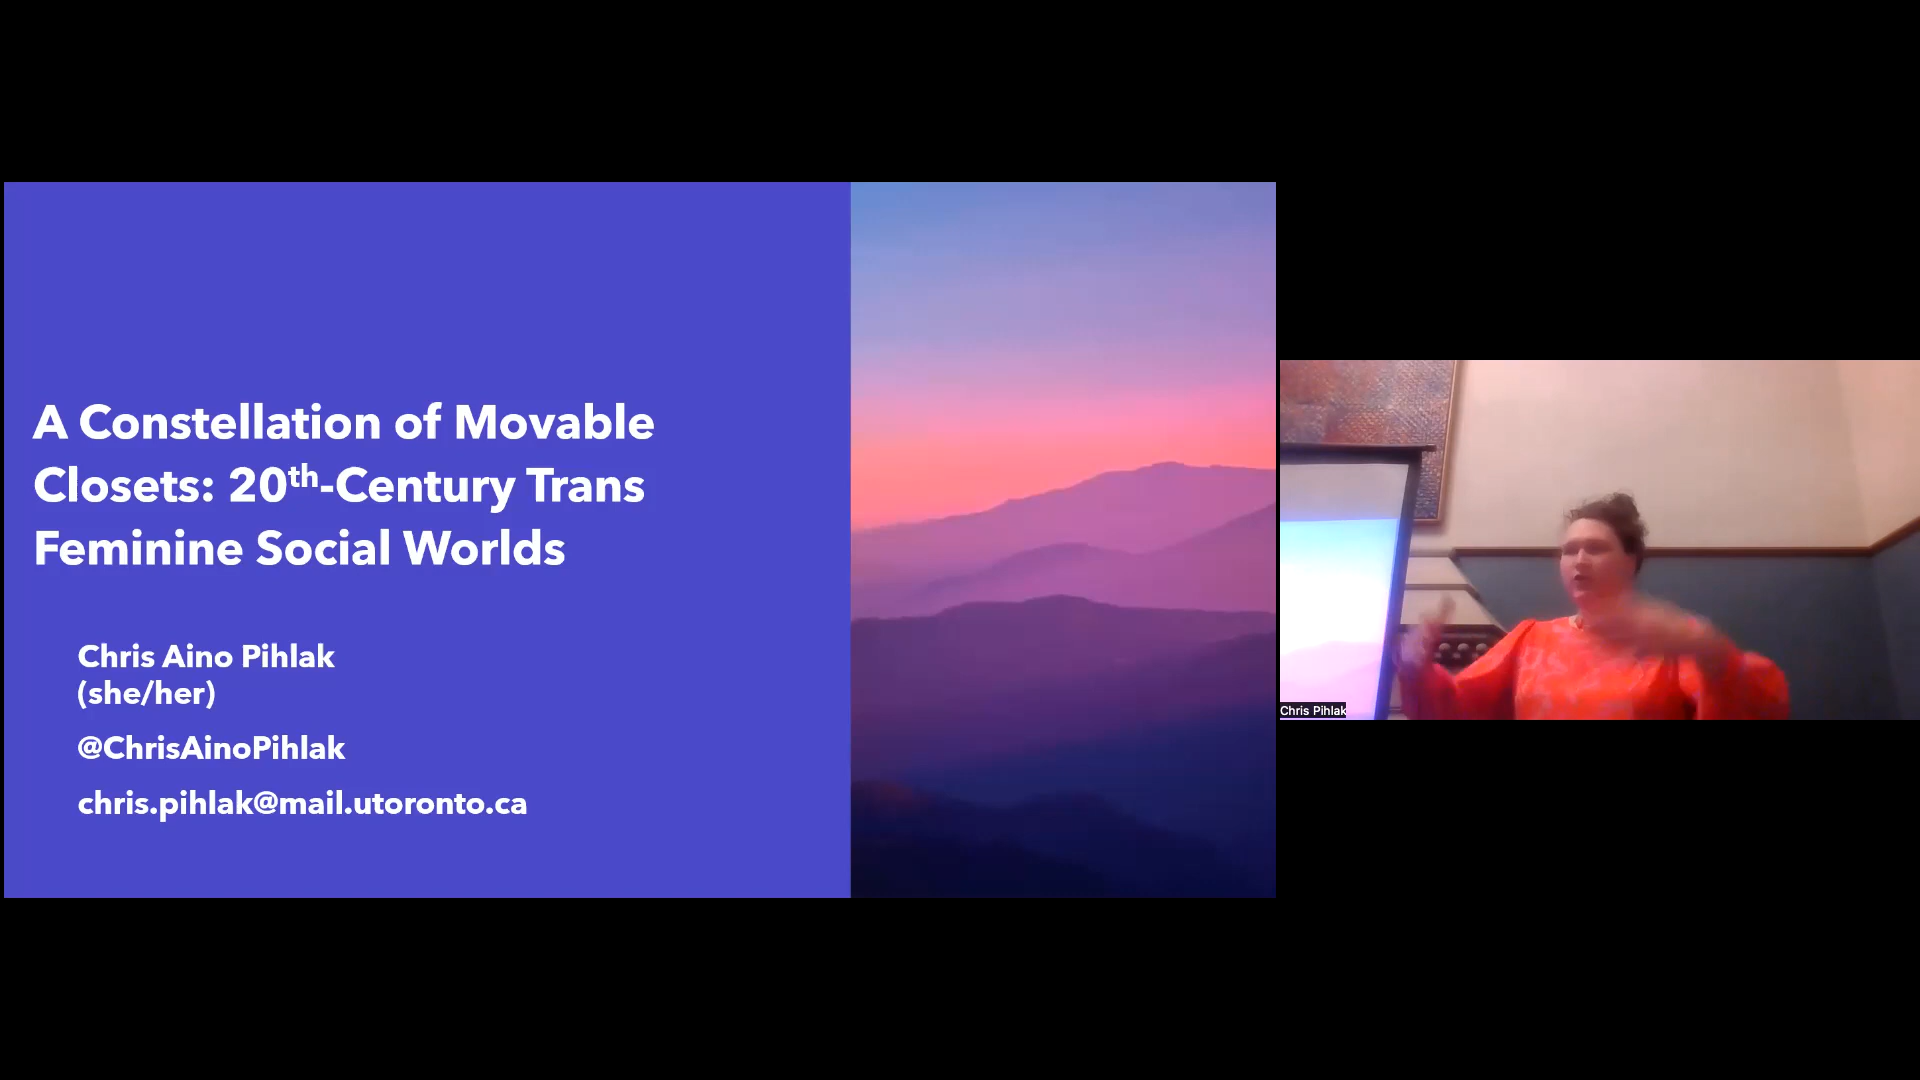 A Constellation of Movable
Closets: 20th-Century Trans
Feminine Social Worlds
Chris Aino Pihlak
(she/her)
@ChrisAinoPihlak
chris.pihlak@mail.utoronto.ca
Chris Pihlak